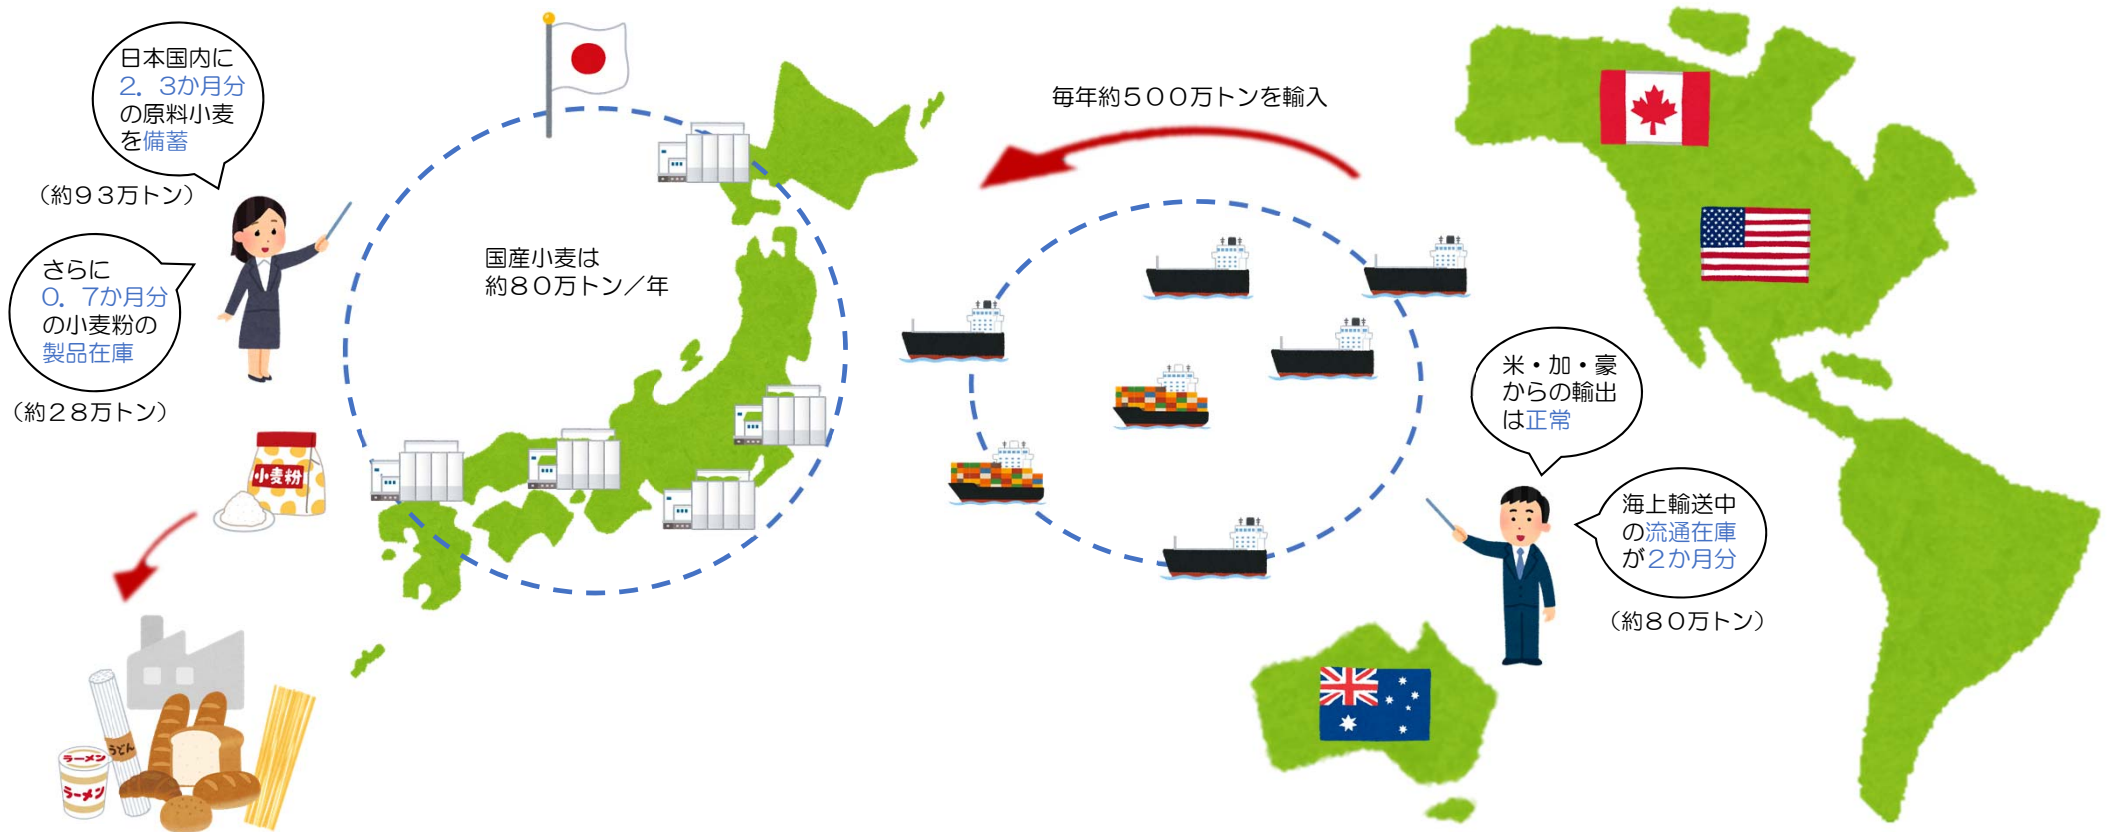 日本国内に
2．3か月分
の原料小麦
を備蓄
（約９３万トン）
さらに
0．7か月分
の小麦粉の
製品在庫
（約２８万トン）
小麦粉
うどん
ラーメン
ラーメン
国産小麦は
約８０万トン／年
毎年約５００万トンを輸入
米・加・豪
からの輸出
は正常
海上輸送中
の流通在庫
が２か月分
（約８０万トン）